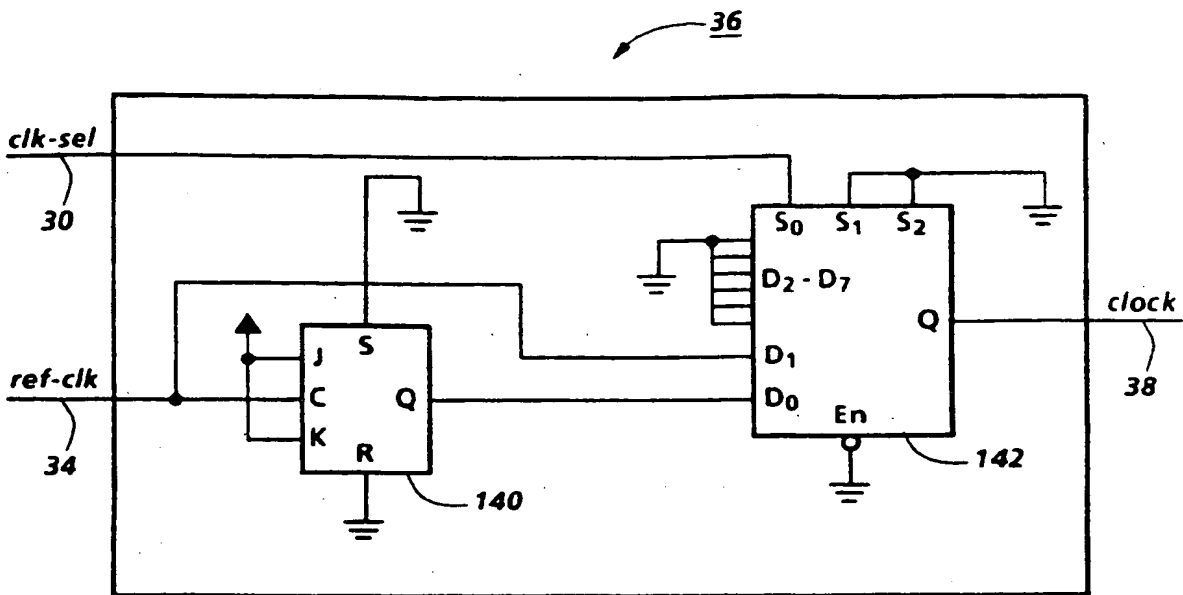 36
clk-sel
30
S0 S1 S2
D2 - D7
clock
38
Q
S
J
D1
ref-clk
34
C
Q
D0
K
En
R
142
140